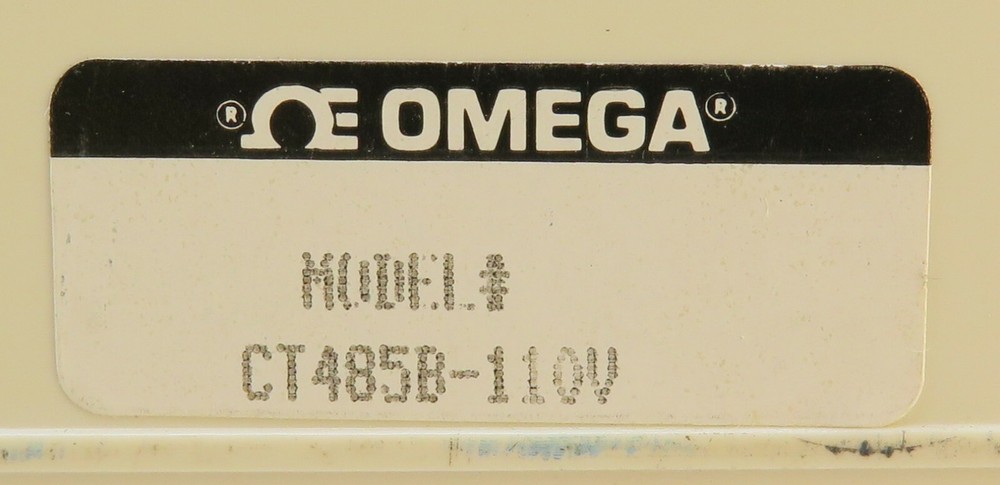 ® ΩE OMEGA®
MODEL#
CT485B-110V